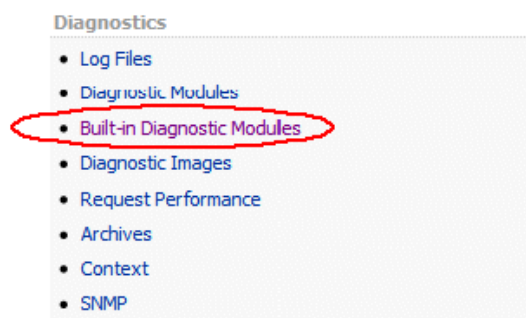 Diagnostics
Log Files
Diagnostic Modules
Built-in Diagnostic Modules
Diagnostic Images
Request Performance
Archives
Context
SNMP